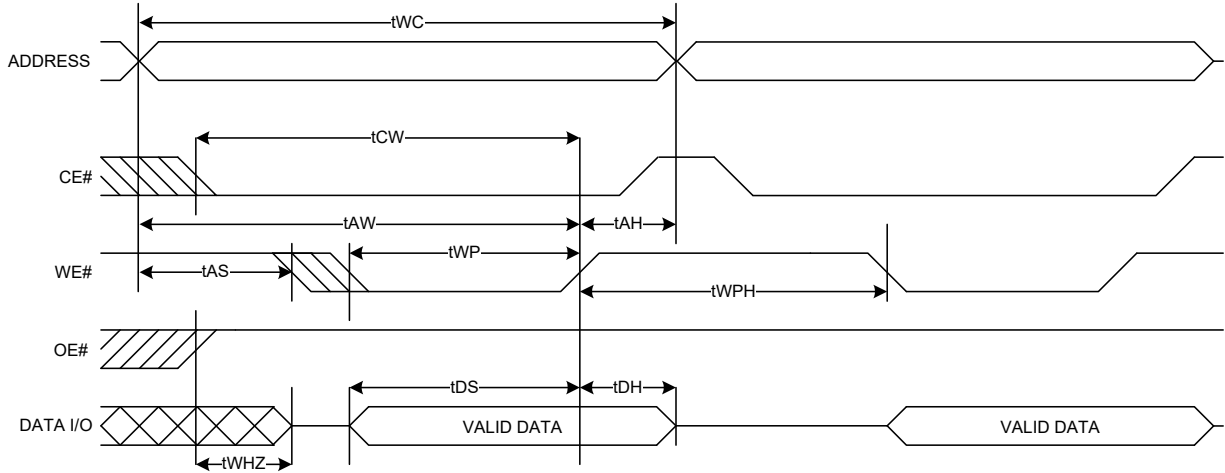 tWC
ADDRESS
tCW
CE#
tAW
tAH
tWP
WE#
tAS
tWPH
OE#
tDS
tDH
DATA I/O
VALID DATA
VALID DATA
tWHZ